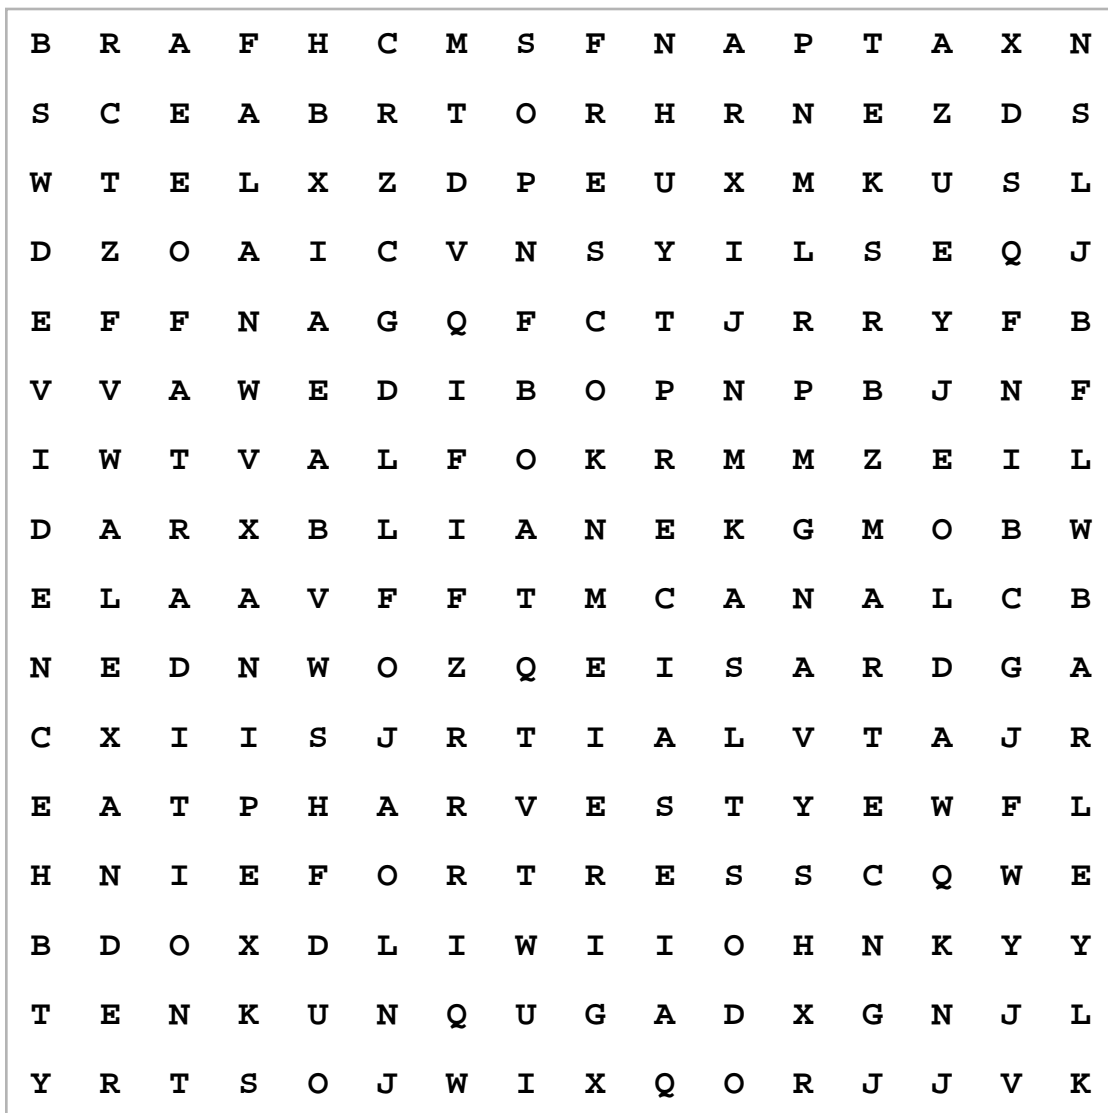 B R A F H C M S F N A P T A X N
S C E A B R T O R H R N E Z D S
W T E L X Z D P E U X M K U S L
D Z O A I C V N S Y I L S E Q J
E F F N A G Q F C T J R R Y F B
V V A W E D I B O P N P B J N F
I W T V A L F O K R M M Z E I L
D A R X B L I A N E K G M O B W
E L A A V F F T M C A N A L C B
N E D N W O Z Q E I S A R D G A
C X I I S J R T I A L V T A J R
E A T P H A R V E S T Y E W F L
H N I E F O R T R E S S C Q W E
B D O X D L I W I I O H N K Y Y
T E N K U N Q U G A D X G N J L
Y R T S O J W I X Q O R J J V K